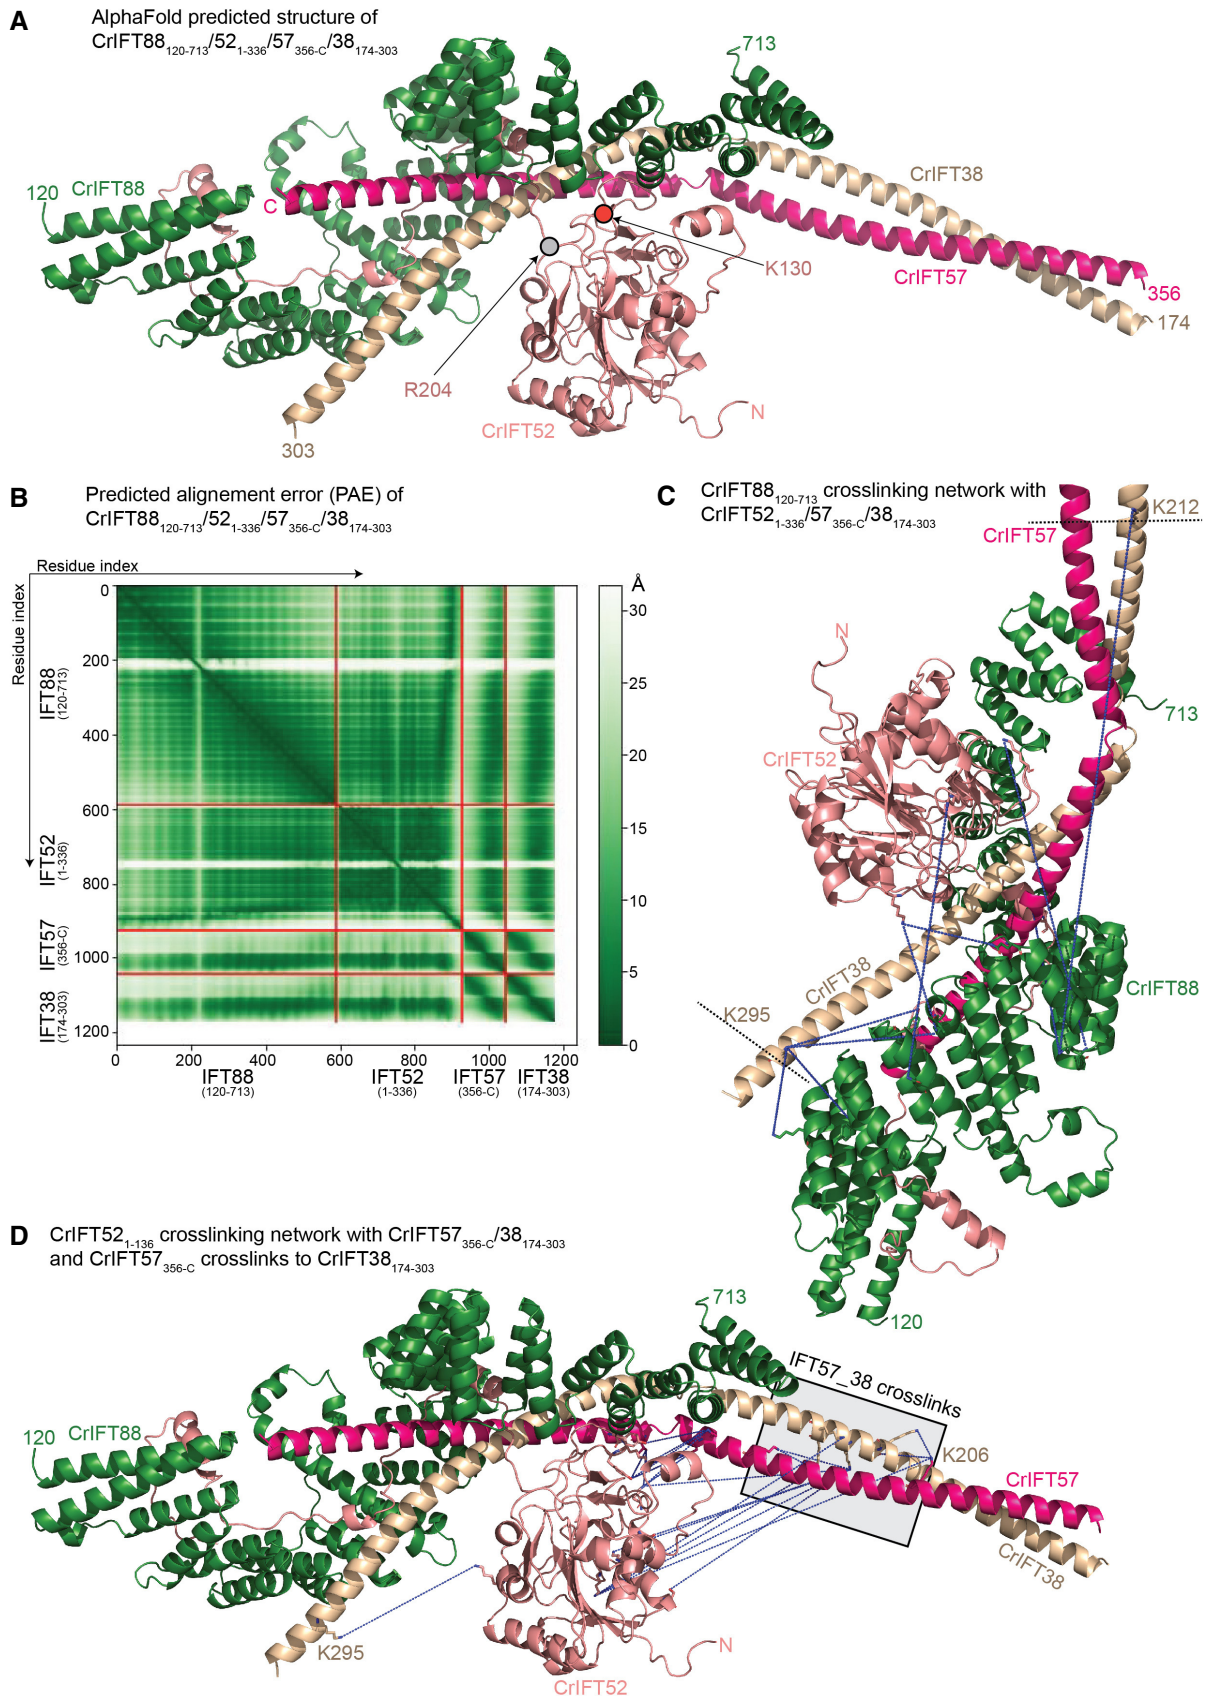 A
AlphaFold predicted structure of
CrIFT88120-713/521-336/57356-C/38174-303
713
120
CrIFT88
C
CrIFT38
K130
CrIFT57
356
174
R204
CrIFT52
N
303
B
Predicted alignement error (PAE) of
CrIFT88120-713/521-336/57356-C/38174-303
Residue index
Residue index
Å
0
200
400
600
800
1000
1200
IFT88
(120-713)
IFT52
(1-336)
IFT57
(356-C)
IFT38
(174-303)
0
200
400
600
800
1000
1200
IFT88
(120-713)
IFT52
(1-336)
IFT57
(356-C)
IFT38
(174-303)
30
25
20
15
10
5
0
C
CrIFT88120-713 crosslinking network with
CrIFT521-336/57356-C/38174-303
K212
CrIFT57
N
713
CrIFT52
CrIFT38
K295
CrIFT88
120
D
CrIFT521-136 crosslinking network with CrIFT57356-C/38174-303
and CrIFT57356-C crosslinks to CrIFT38174-303
713
IFT57_38 crosslinks
120
CrIFT88
K206
CrIFT57
CrIFT38
K295
N
CrIFT52